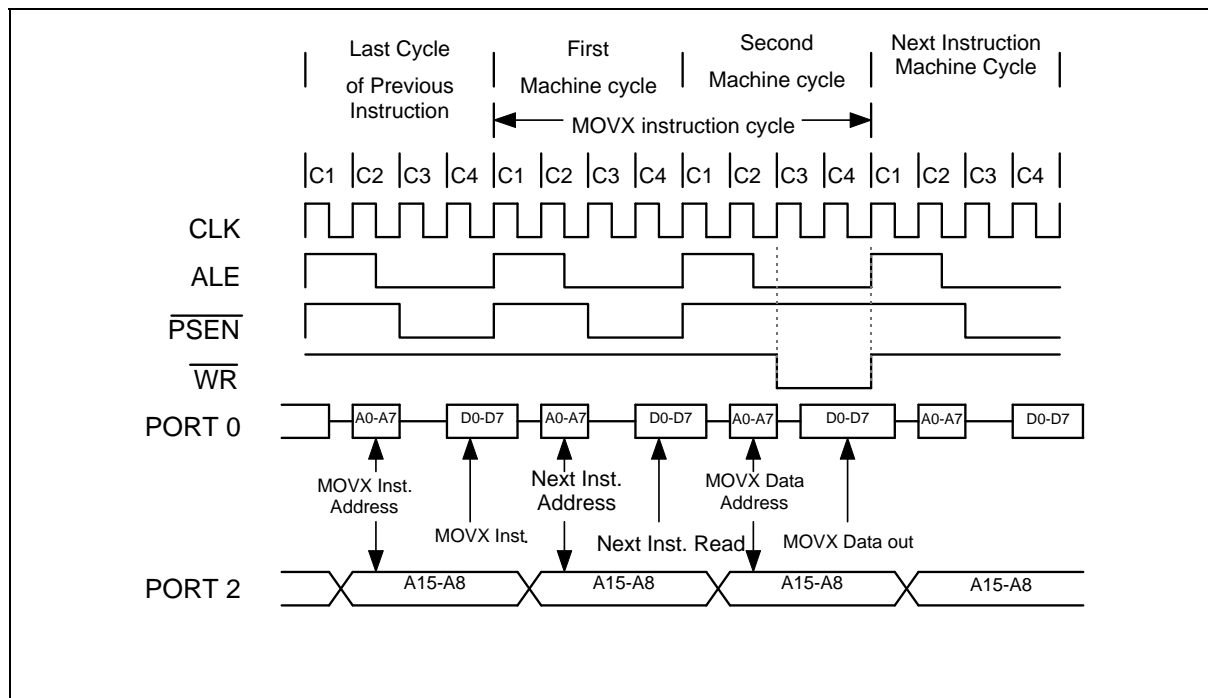 Last Cycle
of Previous
Instruction
First
Machine cycle
Second
Machine cycle
Next Instruction
Machine Cycle
MOVX instruction cycle
C1 C2 C3 C4 C1 C2 C3 C4 C1 C2 C3 C4 C1 C2 C3 C4
CLK
ALE
PSEN
WR
PORT 0
A0-A7 D0-D7 A0-A7 D0-D7 A0-A7 D0-D7 A0-A7 D0-D7
MOVX Inst.
Address
MOVX Inst.
Next Inst.
Address
Next Inst. Read
MOVX Data
Address
MOVX Data out
PORT 2
A15-A8 A15-A8 A15-A8 A15-A8